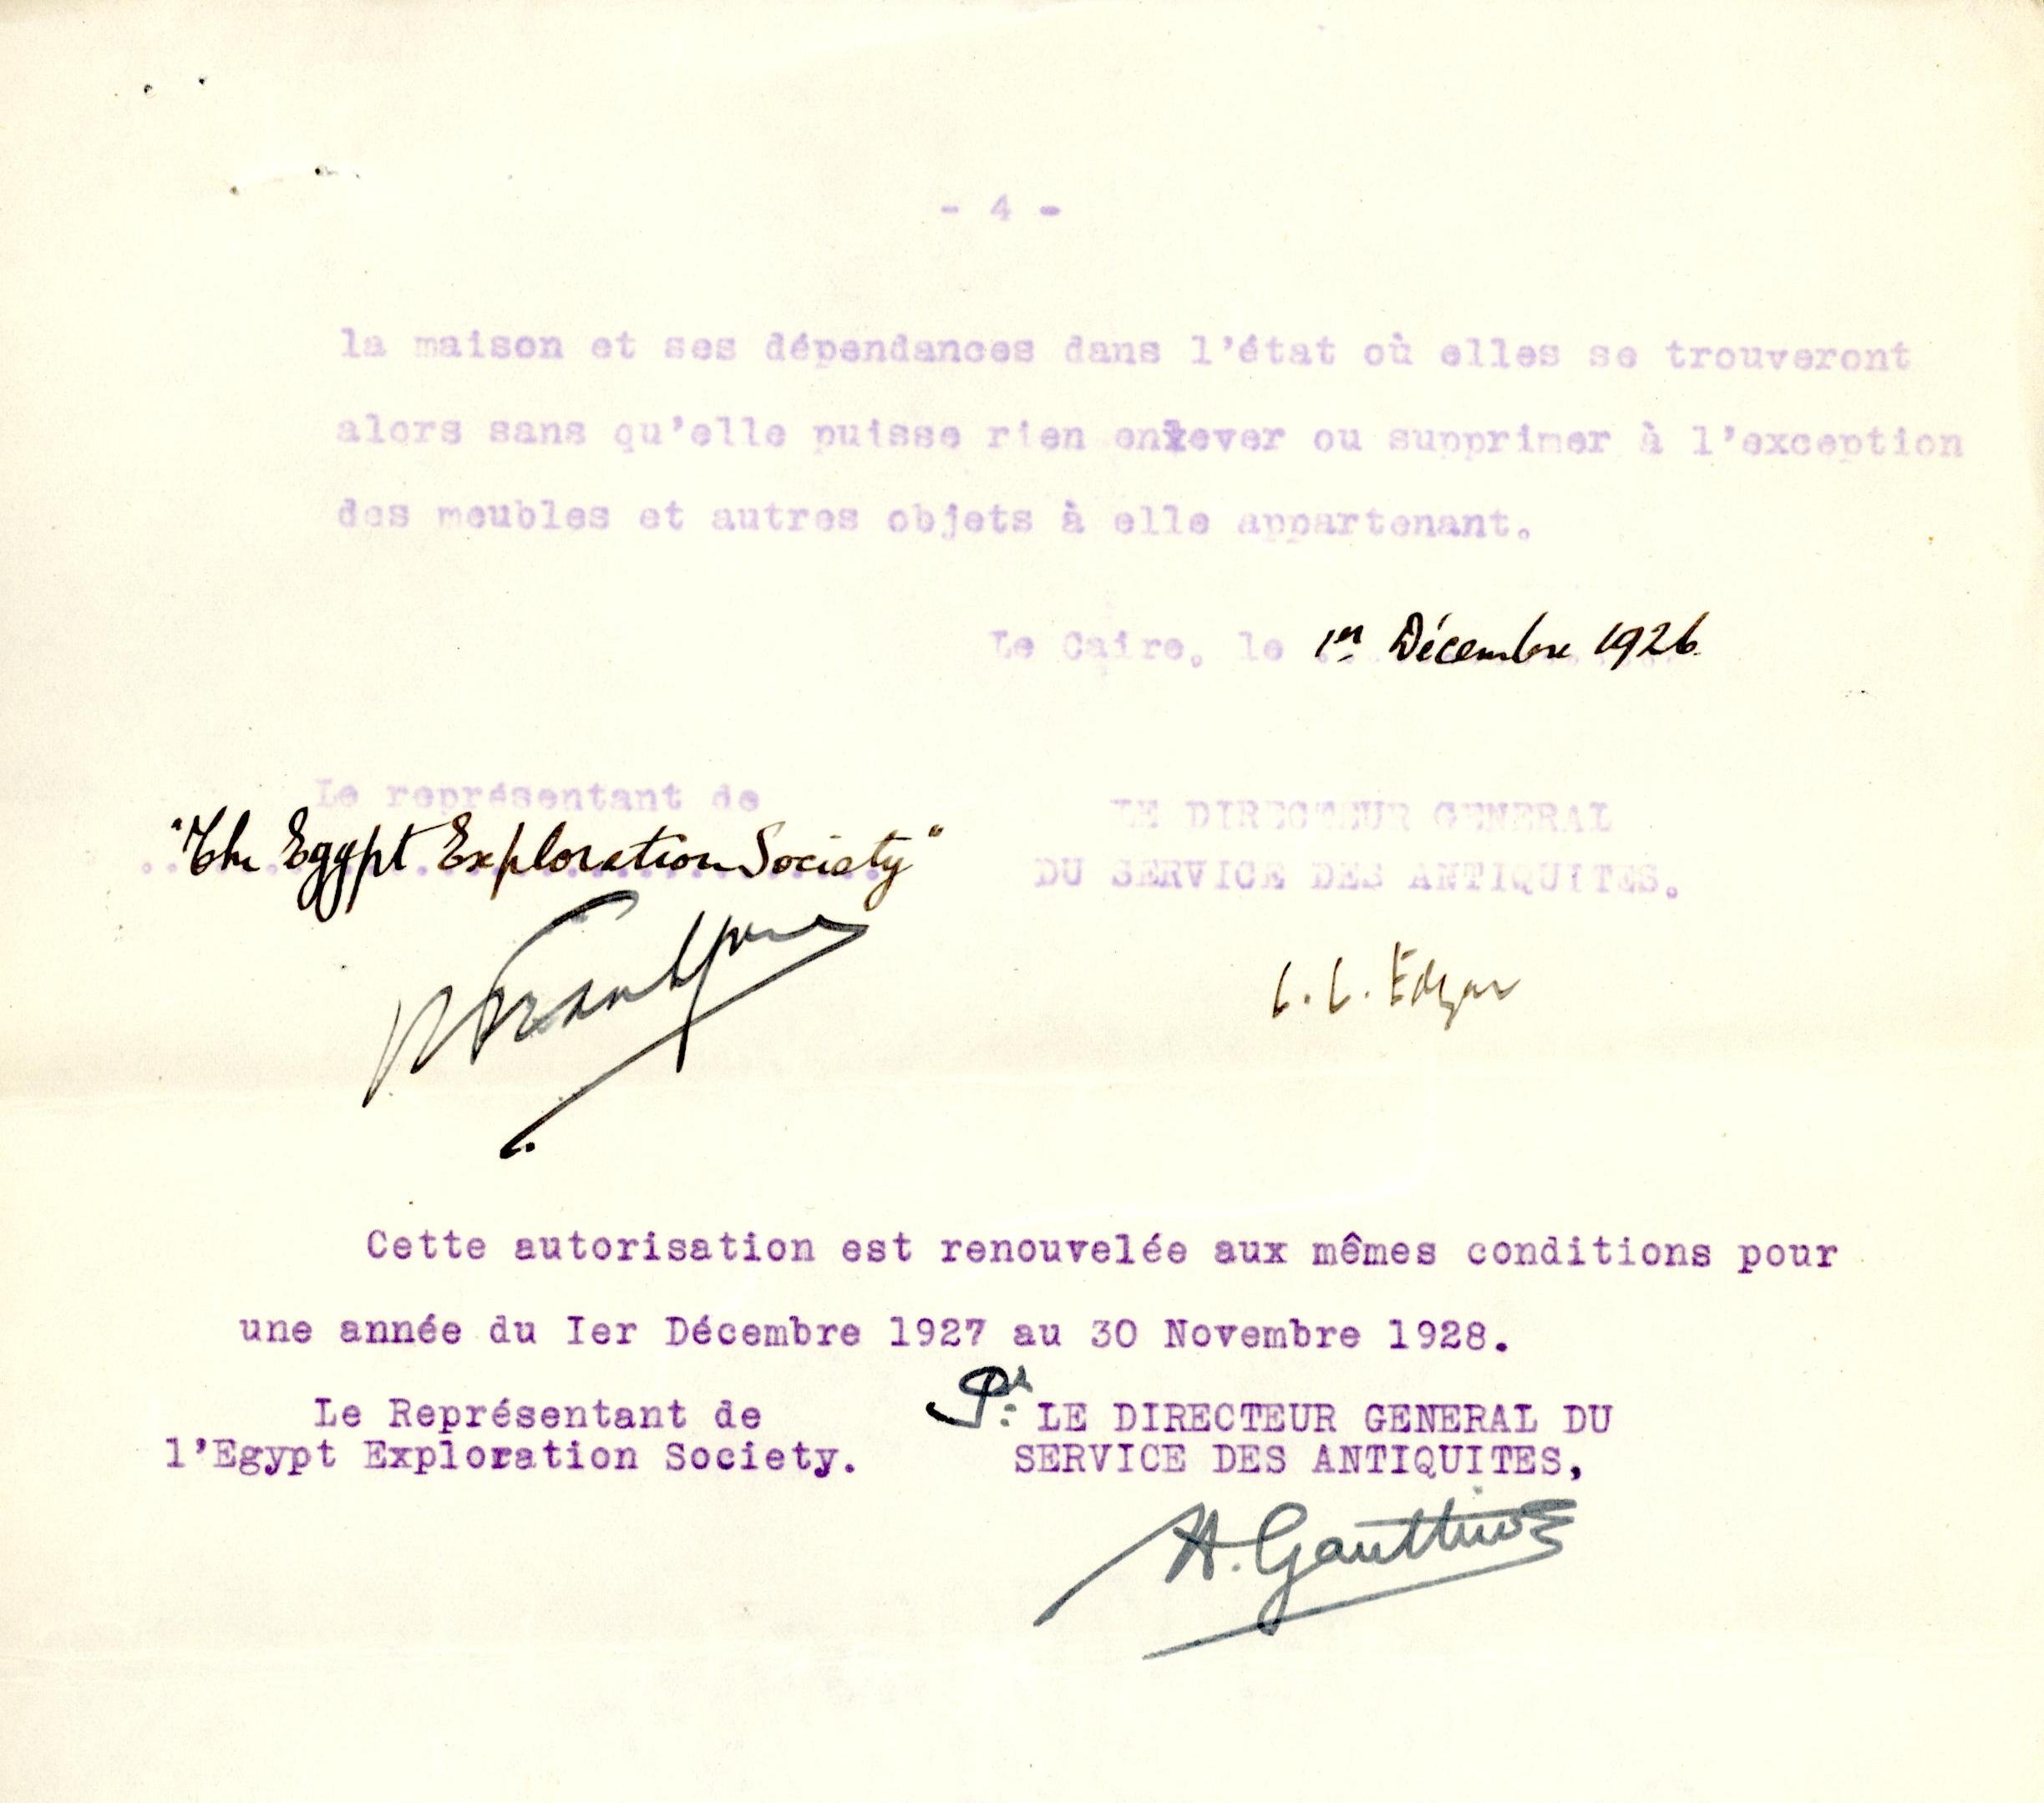 - 4 -
la maison et ses dépendances dans l'état où elles se trouveront
alors sans qu'elle puisse rien enlever ou supprimer à l'exception
des meubles et autres objets à elle appartenant.
Le Caire, le 1er Décembre 1926.
Le représentant de
"The Egypt Exploration Society"
LE DIRECTEUR GENERAL
DU SERVICE DES ANTIQUITES.
C. C. Edgar
Cette autorisation est renouvelée aux mêmes conditions pour
une année du Ier Décembre 1927 au 30 Novembre 1928.
Le Représentant de
l'Egypt Exploration Society.
Pr: LE DIRECTEUR GENERAL DU
SERVICE DES ANTIQUITES,
H. Gauthier